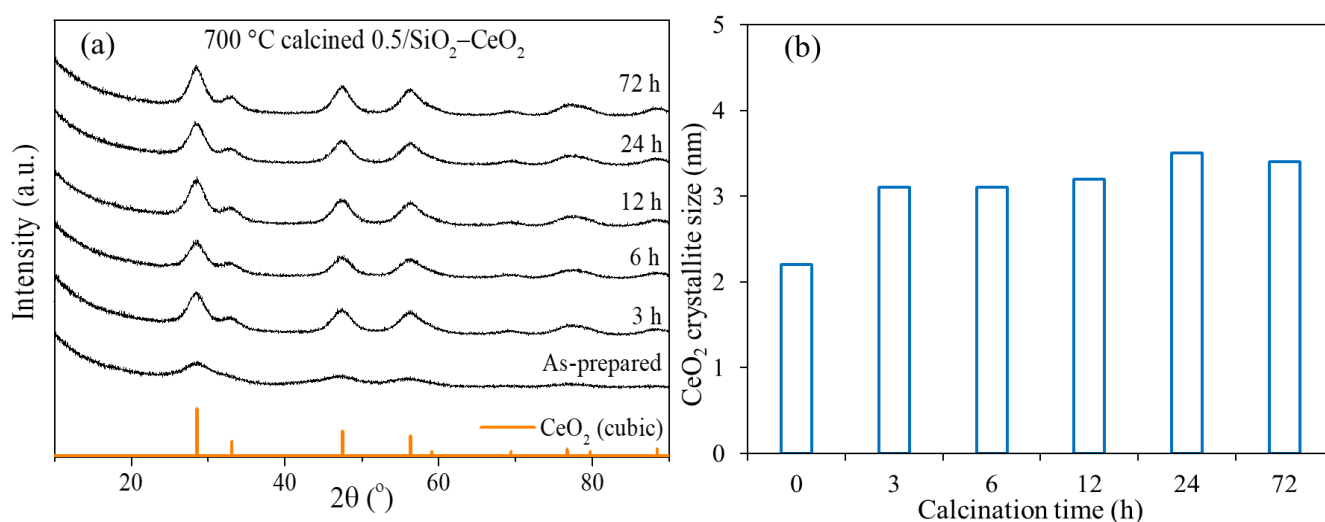 (a)
700 °C calcined 0.5/SiO₂–CeO₂
72 h
24 h
12 h
6 h
3 h
As-prepared
CeO₂ (cubic)
Intensity (a.u.)
20 40 60 80
2θ (°)
(b)
CeO₂ crystallite size (nm)
5
4
3
2
1
0
0 3 6 12 24 72
Calcination time (h)